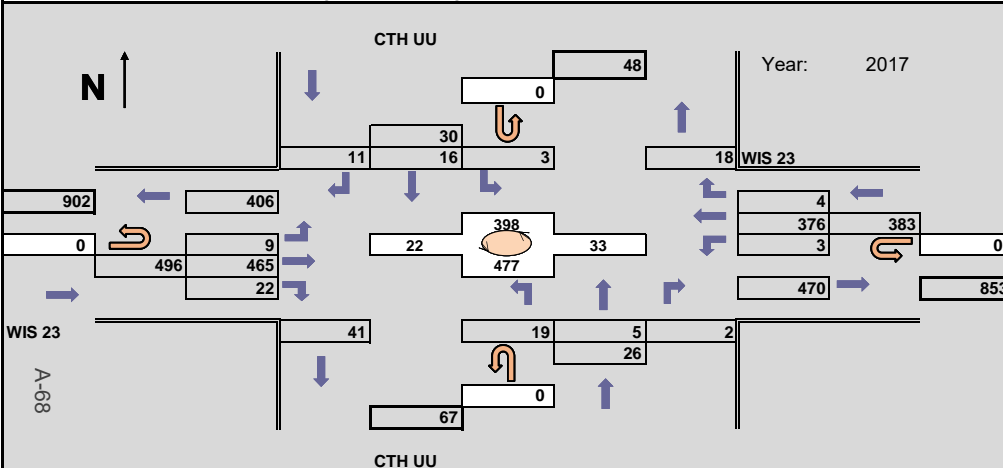 CTH UU
48
Year: 2017
N
0
30
11 16 3
18 WIS 23
902 406
4
398
376 383
0 9
22 33
3 0
496 465
477
22
470 853
WIS 23
41
19 5 2
26
A-68
0
67
CTH UU